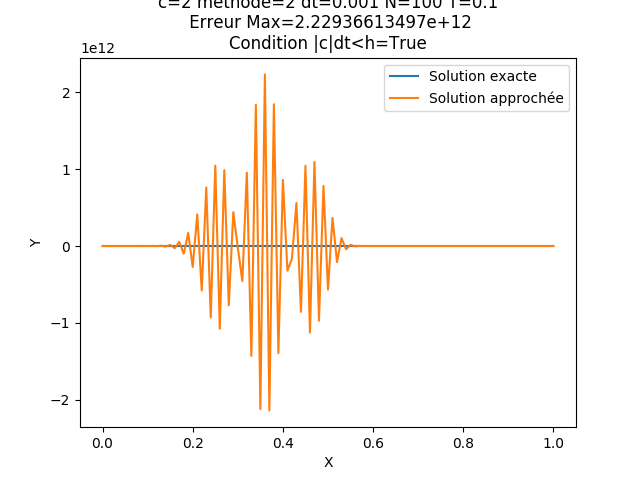 c=2 methode=2 dt=0.001 N=100 T=0.1
Erreur Max=2.22936613497e+12
Condition |c|dt<h=True
1e12
Solution exacte
Solution approchée
2
1
0
−1
−2
Y
0.0 0.2 0.4 0.6 0.8 1.0
X